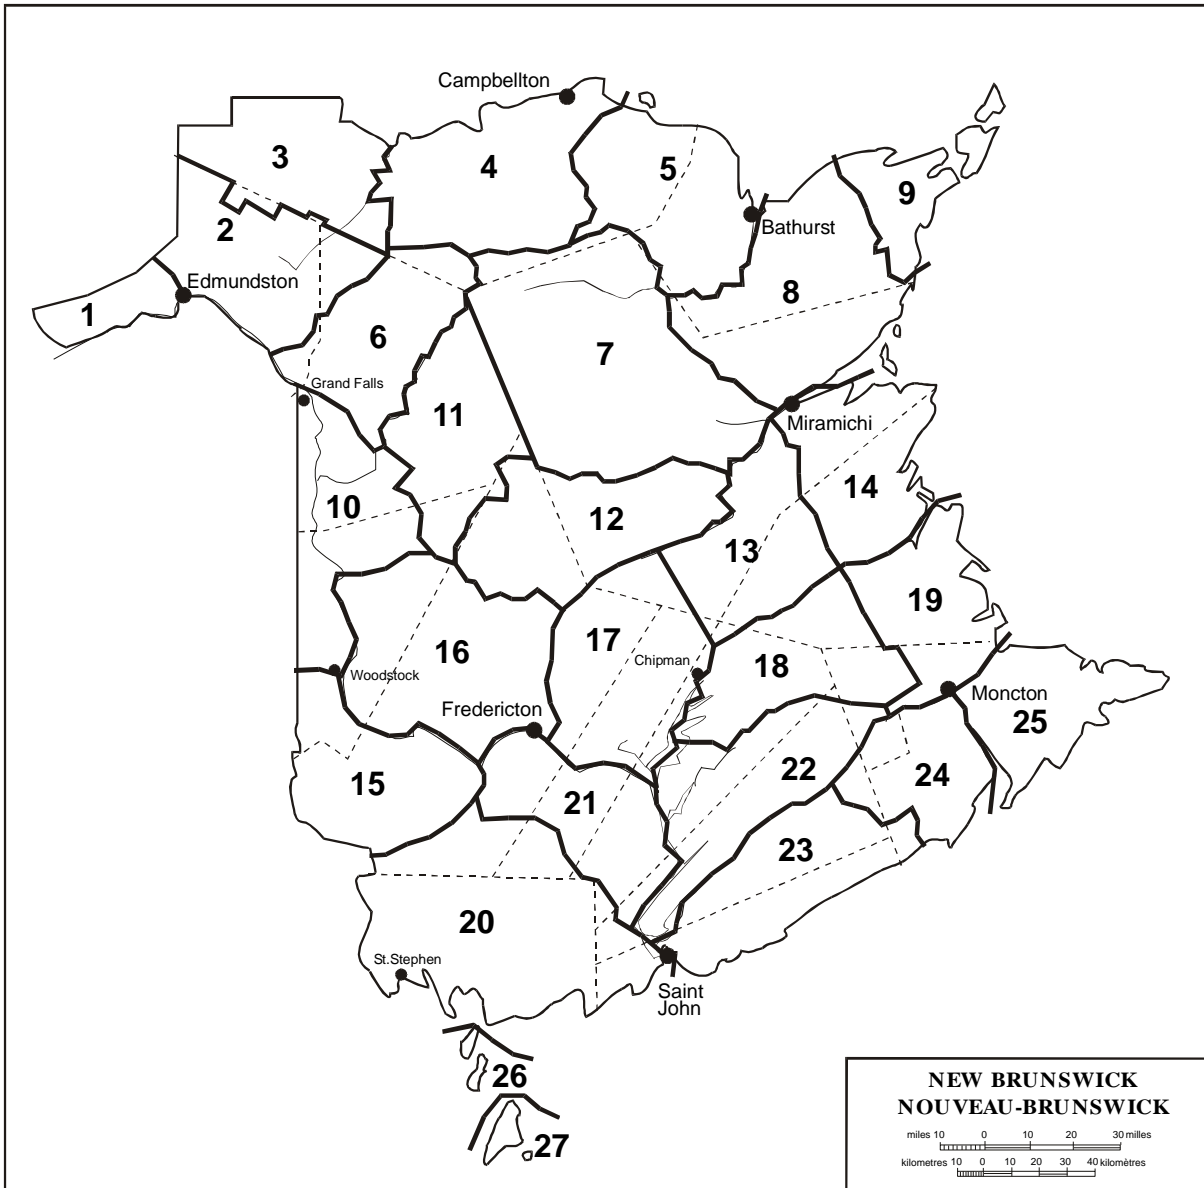 Campbellton
3
4
5
9
2
Bathurst
Edmundston
8
1
6
7
Grand Falls
11
Miramichi
14
10
12
13
19
17
16
Chipman
18
Woodstock
Moncton
Fredericton
25
22
24
15
21
23
20
St.Stephen
Saint
John
26
27
NEW BRUNSWICK
NOUVEAU-BRUNSWICK
miles 10 0 10 20 30 milles
kilometres 10 0 10 20 30 40 kilomètres